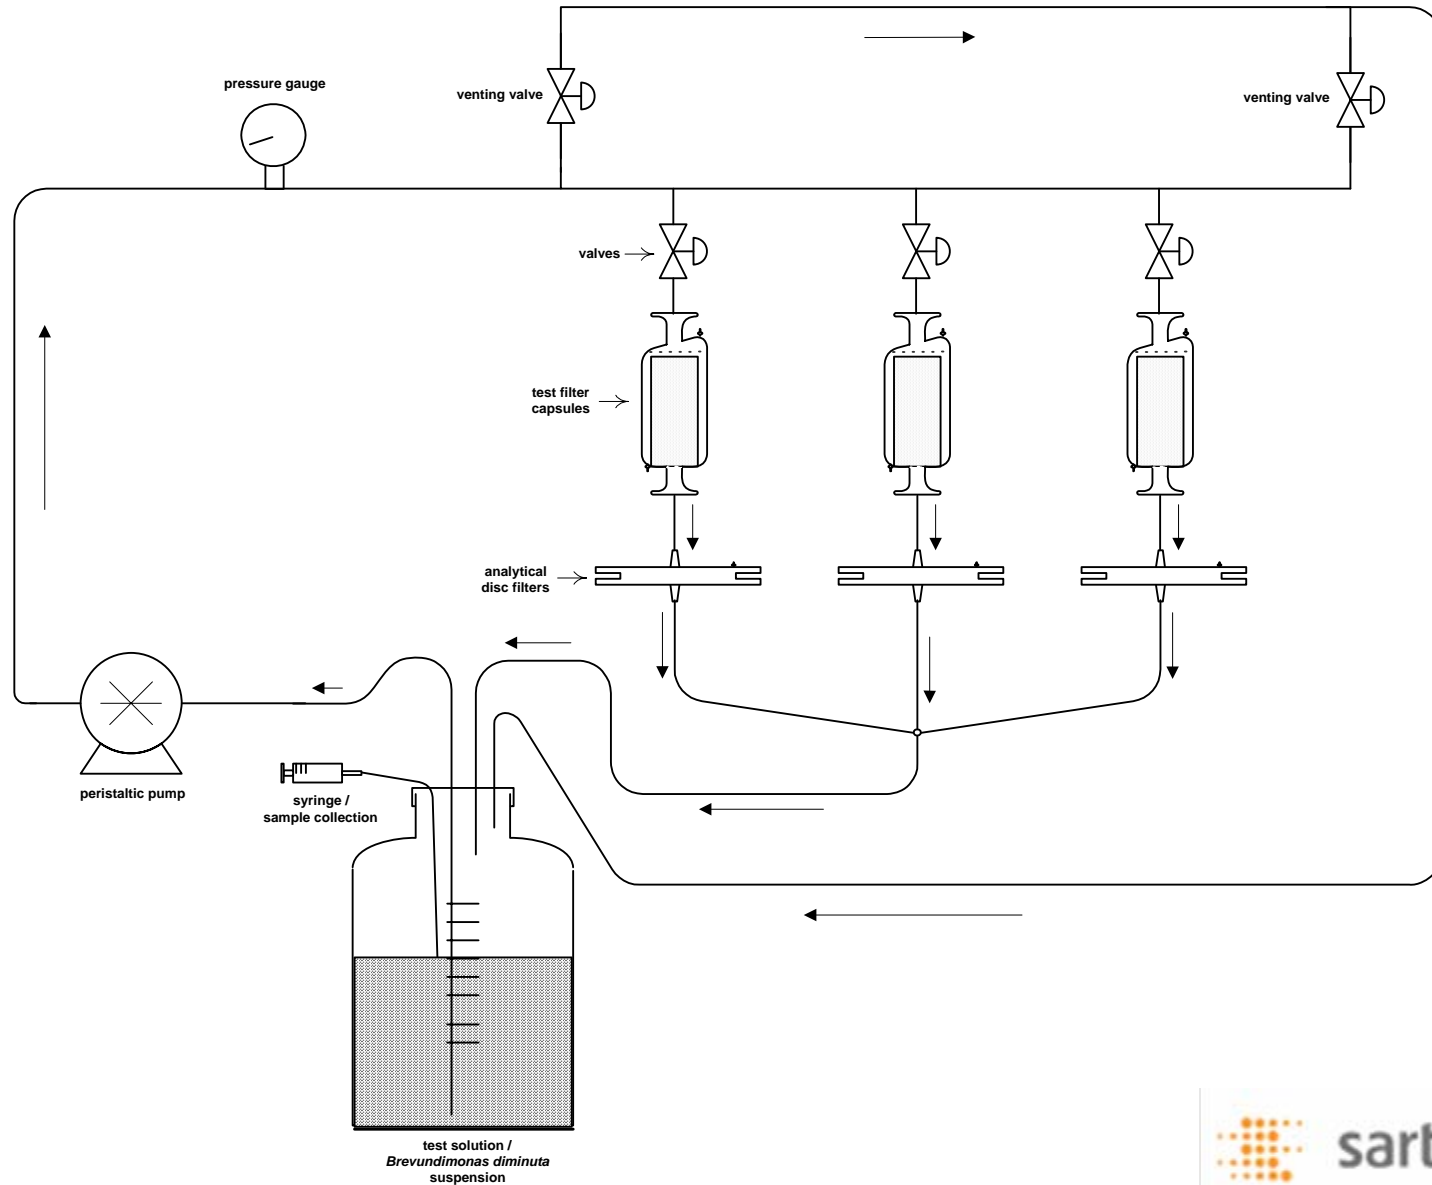 pressure gauge
venting valve
venting valve
valves
test filter
capsules
analytical
disc filters
peristaltic pump
syringe /
sample collection
test solution /
Brevundimonas diminuta
suspension